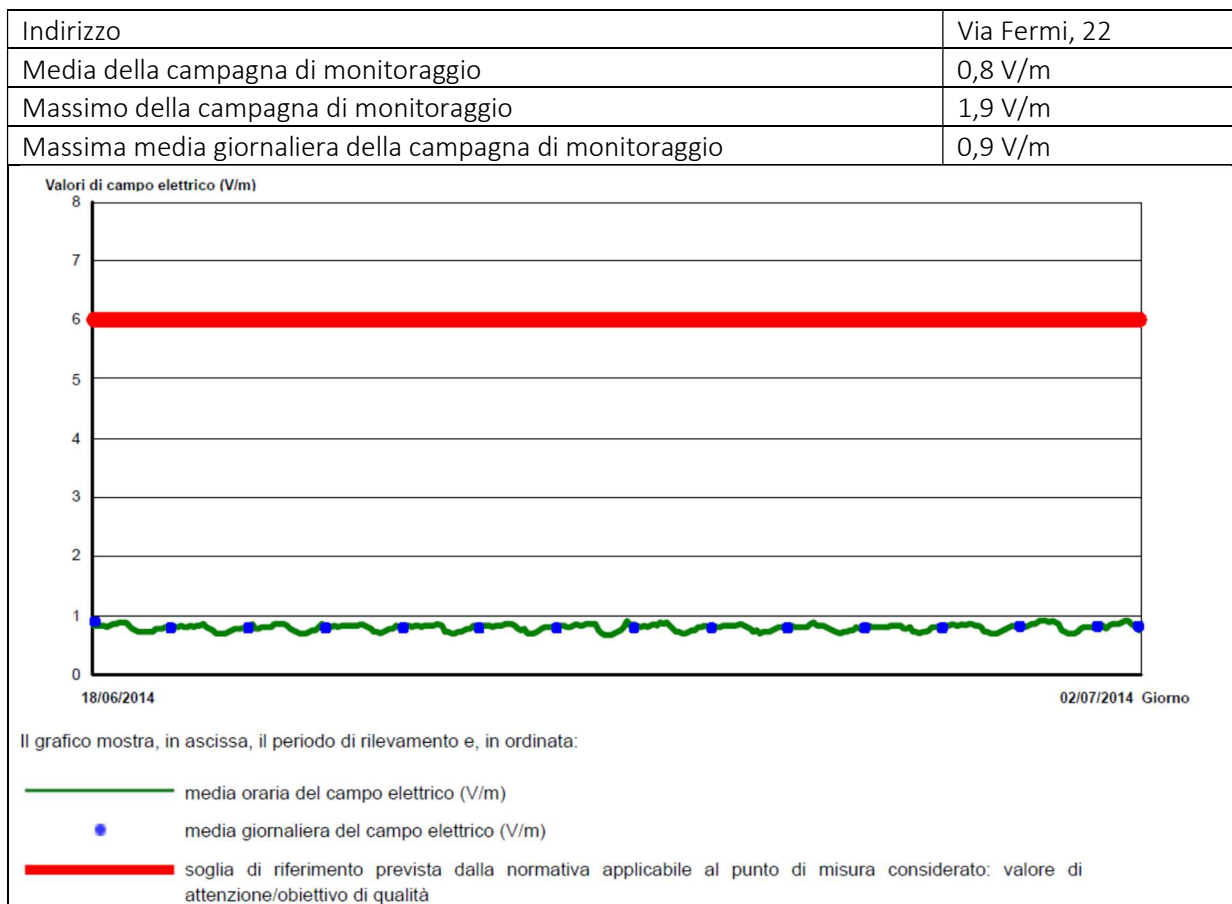 Indirizzo Via Fermi, 22
Media della campagna di monitoraggio 0,8 V/m
Massimo della campagna di monitoraggio 1,9 V/m
Massima media giornaliera della campagna di monitoraggio 0,9 V/m
Valori di campo elettrico (V/m)
8
7
6
5
4
3
2
1
0
18/06/2014 02/07/2014 Giorno
Il grafico mostra, in ascissa, il periodo di rilevamento e, in ordinata:
media oraria del campo elettrico (V/m)
media giornaliera del campo elettrico (V/m)
soglia di riferimento prevista dalla normativa applicabile al punto di misura considerato: valore di
attenzione/obiettivo di qualità